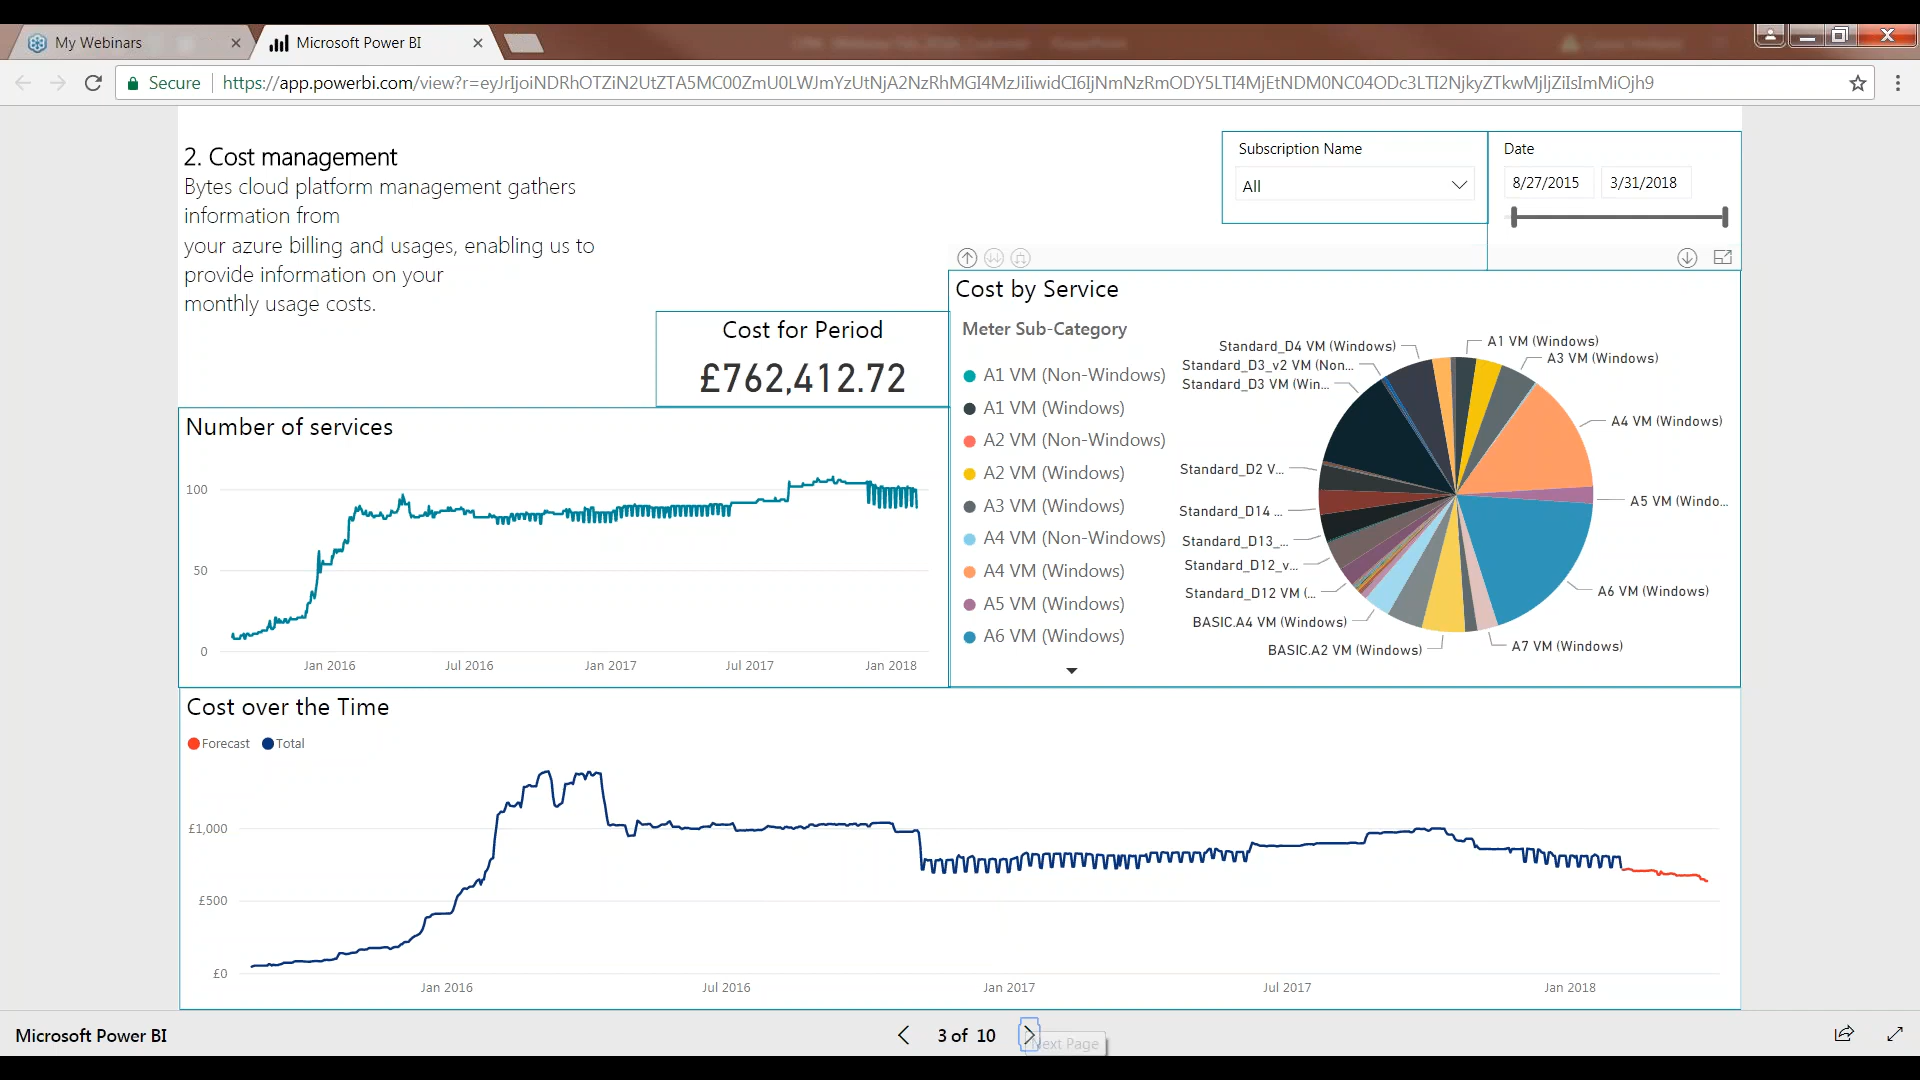 My Webinars
Microsoft Power BI
Secure
https://app.powerbi.com/view?r=eyJrIjoiNDRhOTZiN2UtZTA5MC00ZmU0LWJmYzUtNjA2NzRhMGI4MzJiIiwidCI6IjNmNzRmODY5LTI4MjEtNDM0NC04ODc3LTI2NjkyZTkwMjljZiIsImMiOjh9
2. Cost management
Bytes cloud platform management gathers
information from
your azure billing and usages, enabling us to
provide information on your
monthly usage costs.
Subscription Name
All
Date
8/27/2015
3/31/2018
Cost for Period
£762,412.72
Cost by Service
Meter Sub-Category
A1 VM (Non-Windows)
A1 VM (Windows)
A2 VM (Non-Windows)
A2 VM (Windows)
A3 VM (Windows)
A4 VM (Non-Windows)
A4 VM (Windows)
A5 VM (Windows)
A6 VM (Windows)
Standard_D4 VM (Windows)
Standard_D3_v2 VM (Non...
Standard_D3 VM (Win...
Standard_D2 V...
Standard_D14 ...
Standard_D13_...
Standard_D12_v...
Standard_D12 VM (...
BASIC.A4 VM (Windows)
BASIC.A2 VM (Windows)
A1 VM (Windows)
A3 VM (Windows)
A4 VM (Windows)
A5 VM (Windo...
A6 VM (Windows)
A7 VM (Windows)
Number of services
100
50
0
Jan 2016
Jul 2016
Jan 2017
Jul 2017
Jan 2018
Cost over the Time
Forecast
Total
£1,000
£500
£0
Jan 2016
Jul 2016
Jan 2017
Jul 2017
Jan 2018
Microsoft Power BI
3 of 10
Next Page